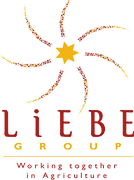 LiEBE
GROUP
Working together
in Agriculture